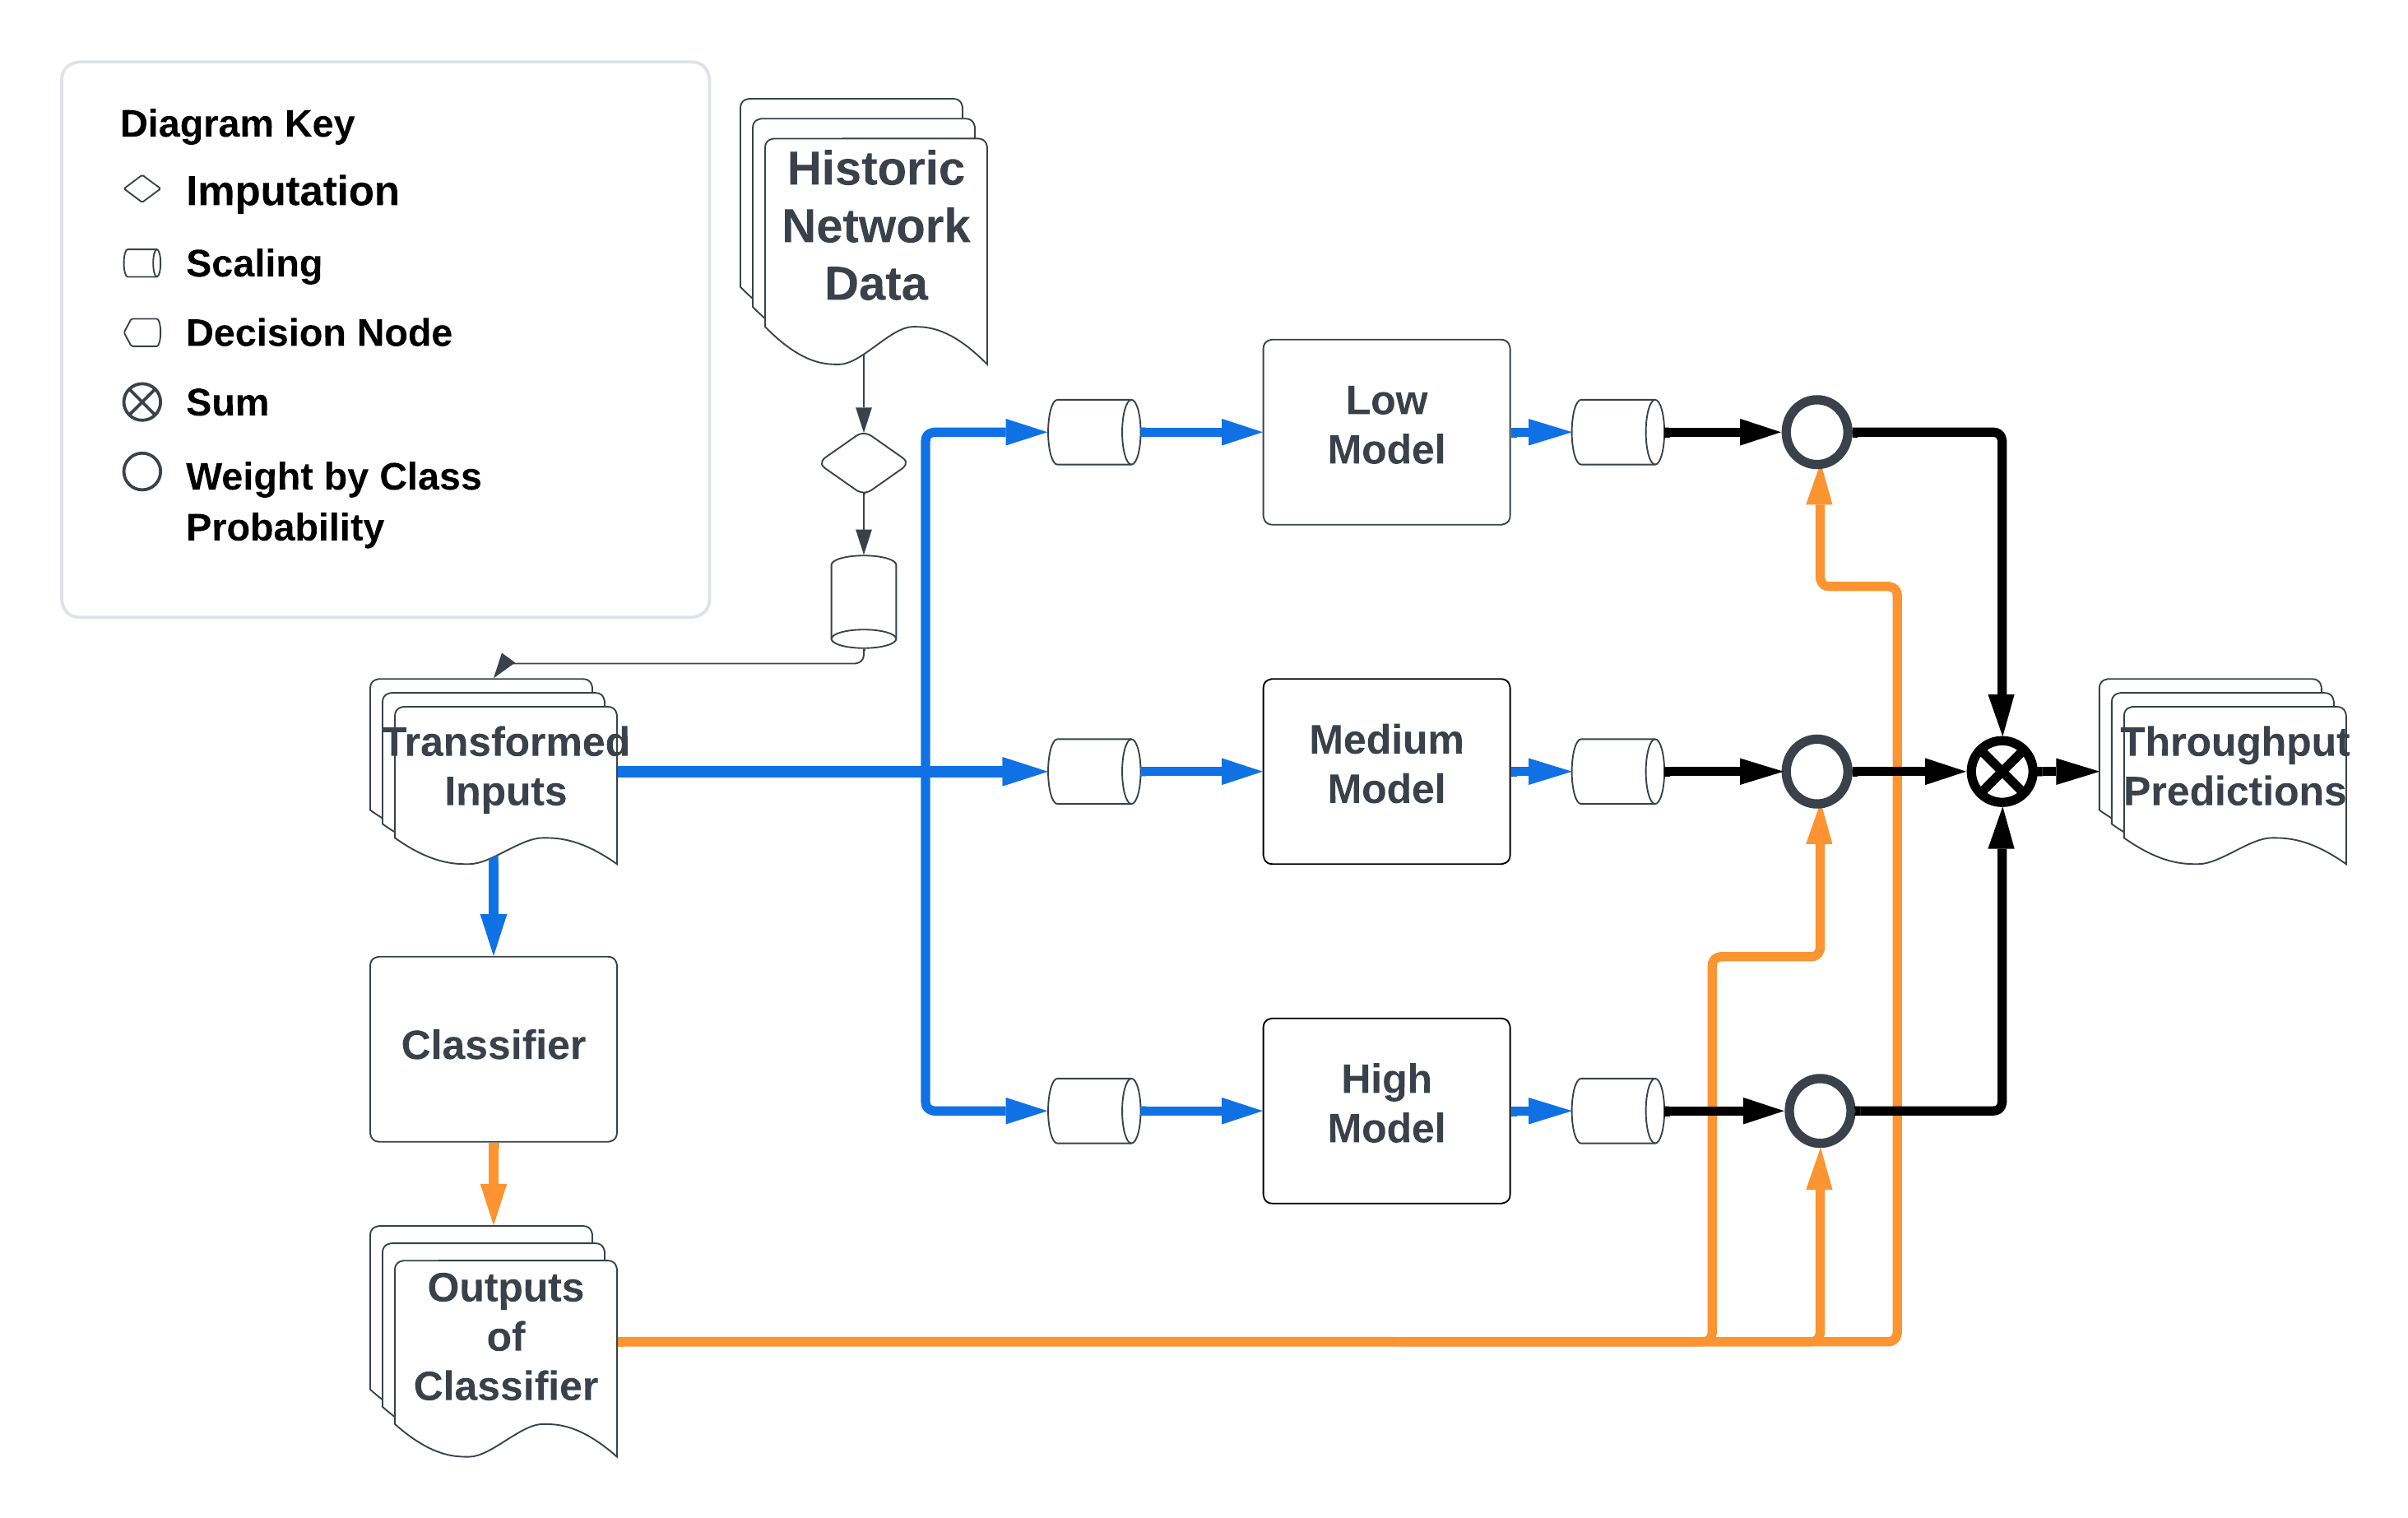 Diagram Key
Imputation
Scaling
Decision Node
Sum
Weight by Class
Probability
Historic
Network
Data
Low
Model
Transformed
Inputs
Medium
Model
Throughput
Predictions
Classifier
High
Model
Outputs
of
Classifier